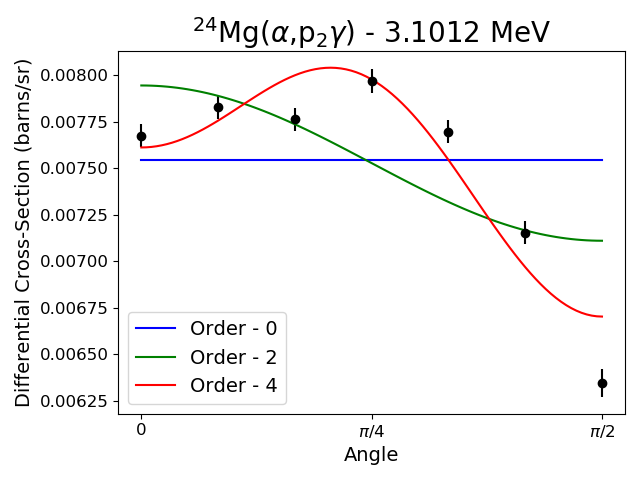 ²⁴Mg(α,p₂γ) - 3.1012 MeV
Differential Cross-Section (barns/sr)
0.00800
0.00775
0.00750
0.00725
0.00700
0.00675
0.00650
0.00625
Order - 0
Order - 2
Order - 4
0 π/4 π/2
Angle